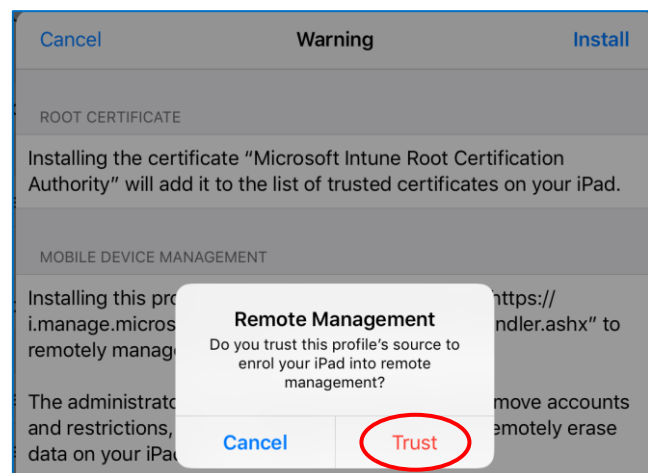 Cancel Warning Install
ROOT CERTIFICATE
Installing the certificate “Microsoft Intune Root Certification
Authority” will add it to the list of trusted certificates on your iPad.
MOBILE DEVICE MANAGEMENT
Installing this https://
i.manage.micros ndler.ashx” to
remotely manag
Remote Management
Do you trust this profile’s source to
enrol your iPad into remote
management?
Cancel Trust
The administrat move accounts
and restrictions, emotely erase
data on your iPa